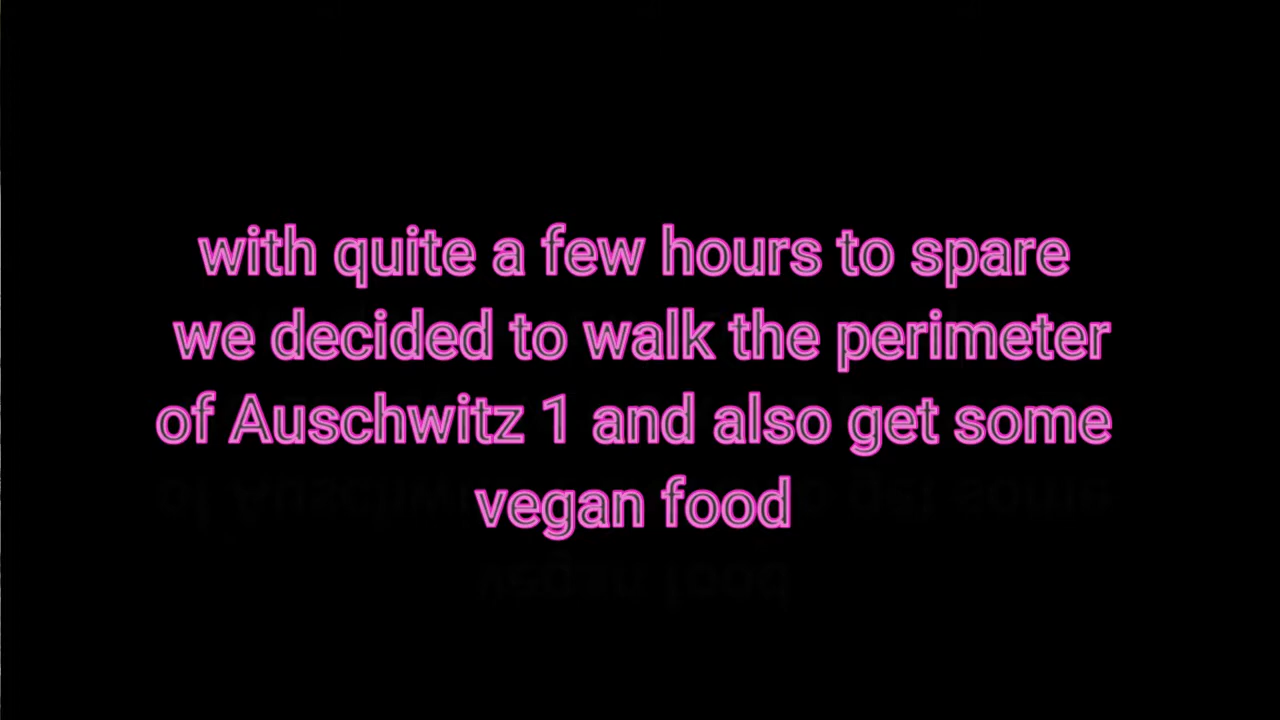 with quite a few hours to spare
we decided to walk the perimeter
of Auschwitz 1 and also get some
vegan food